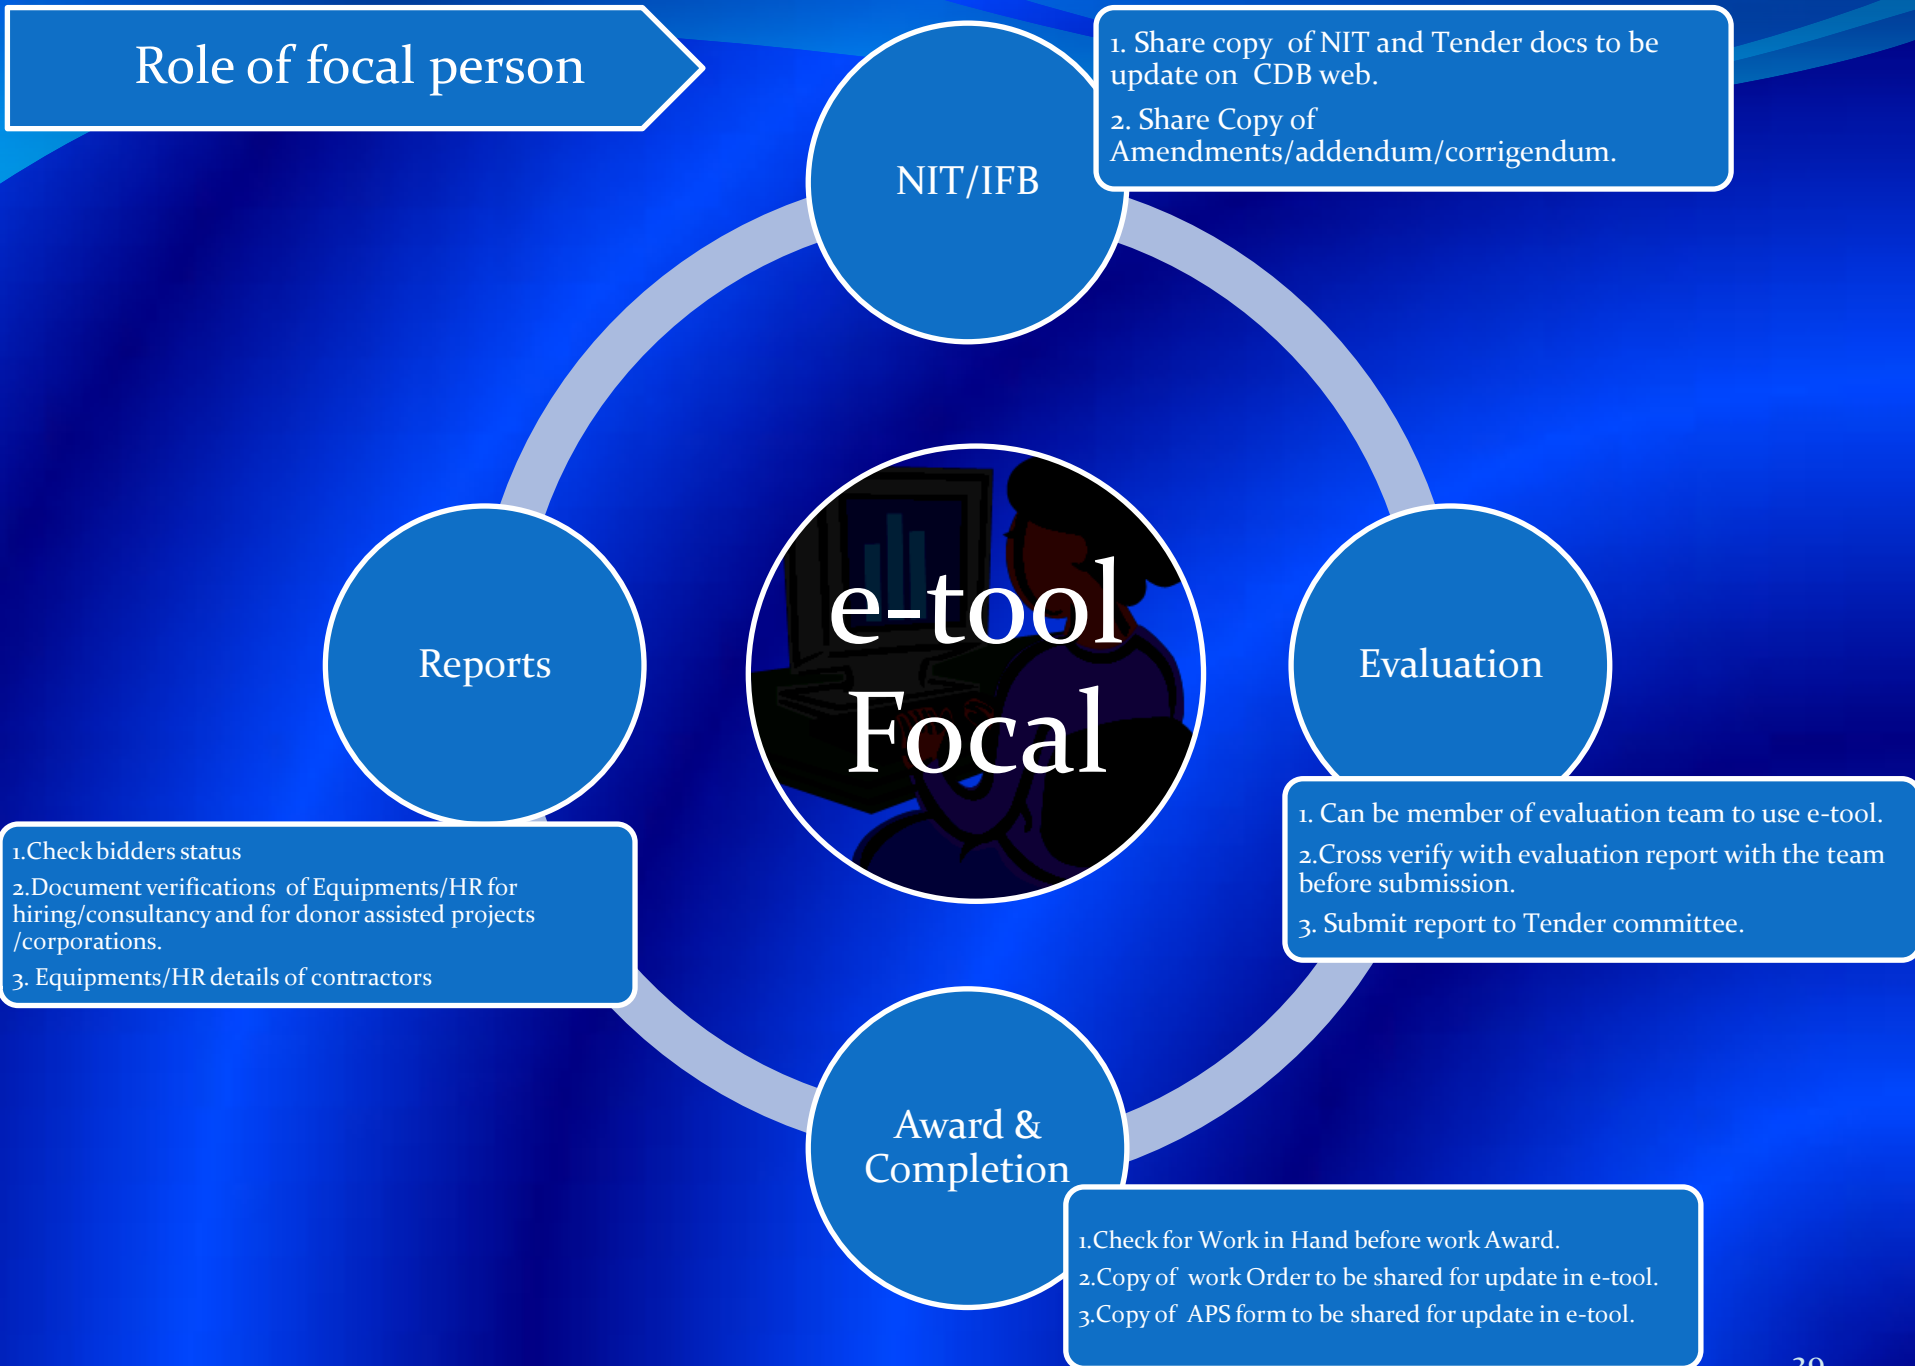 Role of focal person
NIT/IFB
1. Share copy of NIT and Tender docs to be
update on CDB web.
2. Share Copy of
Amendments/addendum/corrigendum.
e-tool
Focal
Reports
Evaluation
1.Check bidders status
2.Document verifications of Equipments/HR for
hiring/consultancy and for donor assisted projects
/corporations.
3. Equipments/HR details of contractors
1. Can be member of evaluation team to use e-tool.
2.Cross verify with evaluation report with the team
before submission.
3. Submit report to Tender committee.
Award &
Completion
1.Check for Work in Hand before work Award.
2.Copy of work Order to be shared for update in e-tool.
3.Copy of APS form to be shared for update in e-tool.